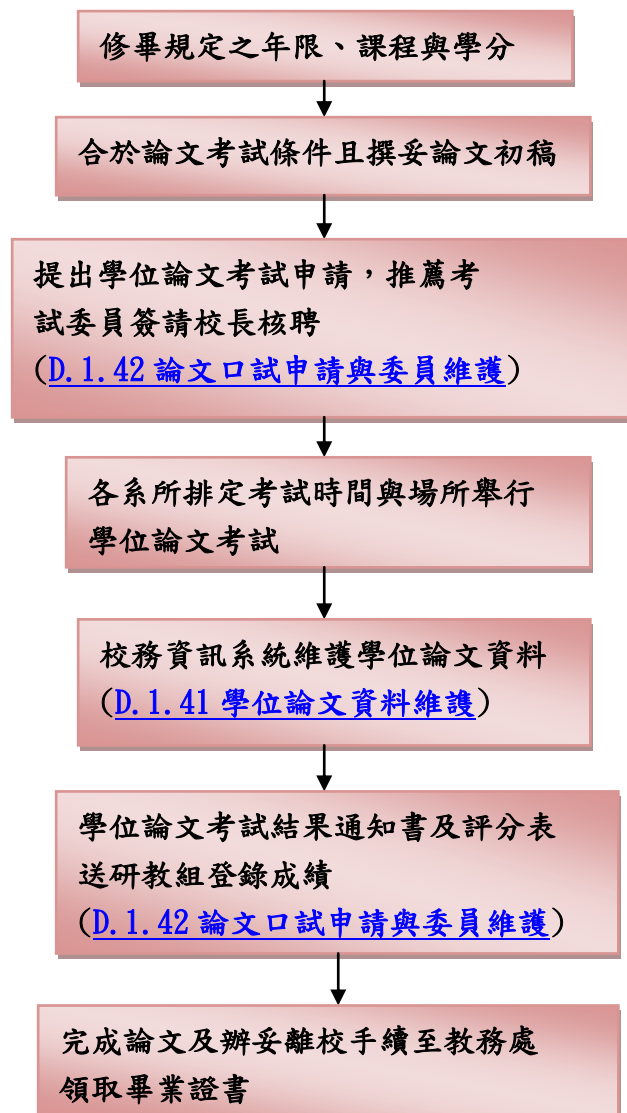 修畢規定之年限、課程與學分
合於論文考試條件且撰妥論文初稿
提出學位論文考試申請，推薦考
試委員簽請校長核聘
(D.1.42 論文口試申請與委員維護)
各系所排定考試時間與場所舉行
學位論文考試
校務資訊系統維護學位論文資料
(D.1.41 學位論文資料維護)
學位論文考試結果通知書及評分表
送研教組登錄成績
(D.1.42 論文口試申請與委員維護)
完成論文及辦妥離校手續至教務處
領取畢業證書